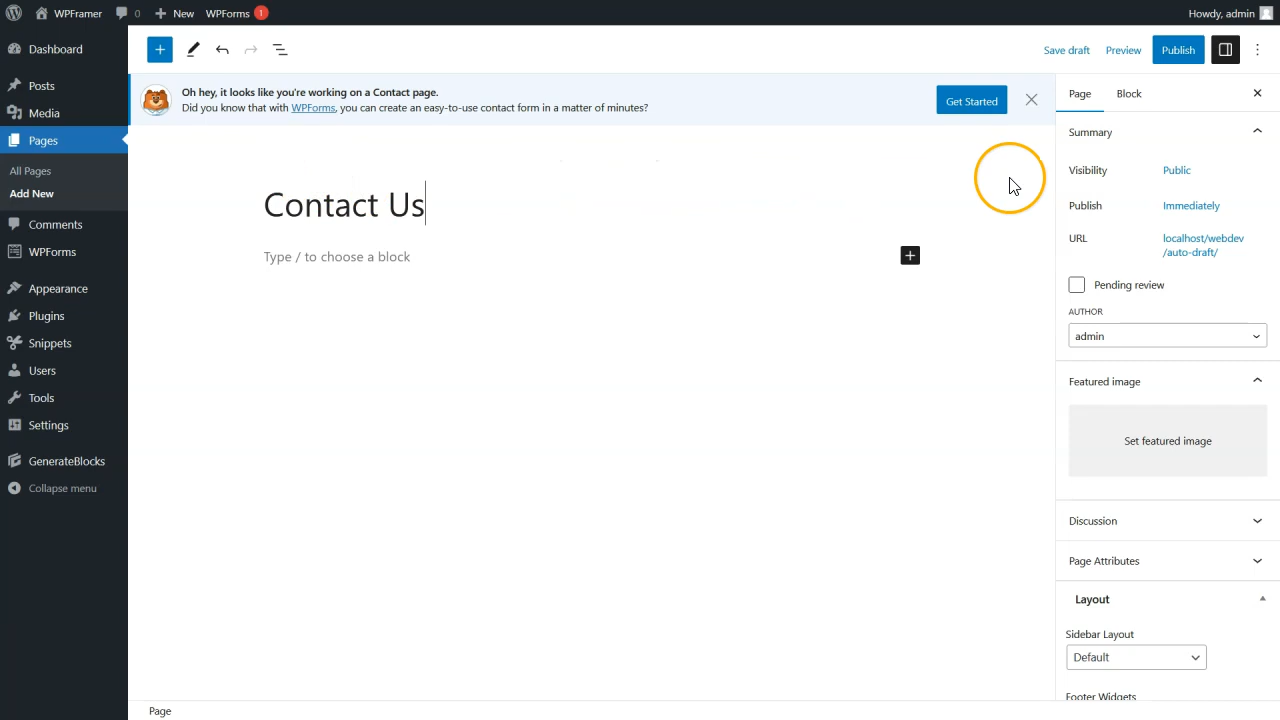 WPFramer 0 New WPForms 1 Howdy, admin
Dashboard
Posts
Media
Pages
All Pages
Add New
Comments
WPForms
Appearance
Plugins
Snippets
Users
Tools
Settings
GenerateBlocks
Collapse menu
Save draft Preview Publish
Oh hey, it looks like you're working on a Contact page.
Did you know that with WPForms, you can create an easy-to-use contact form in a matter of minutes?
Get Started
Contact Us
Type / to choose a block
Page Block
Summary
Visibility Public
Publish Immediately
URL localhost/webdev
/auto-draft/
Pending review
AUTHOR
admin
Featured image
Set featured image
Discussion
Page Attributes
Layout
Sidebar Layout
Default
Footer Widgets
Page